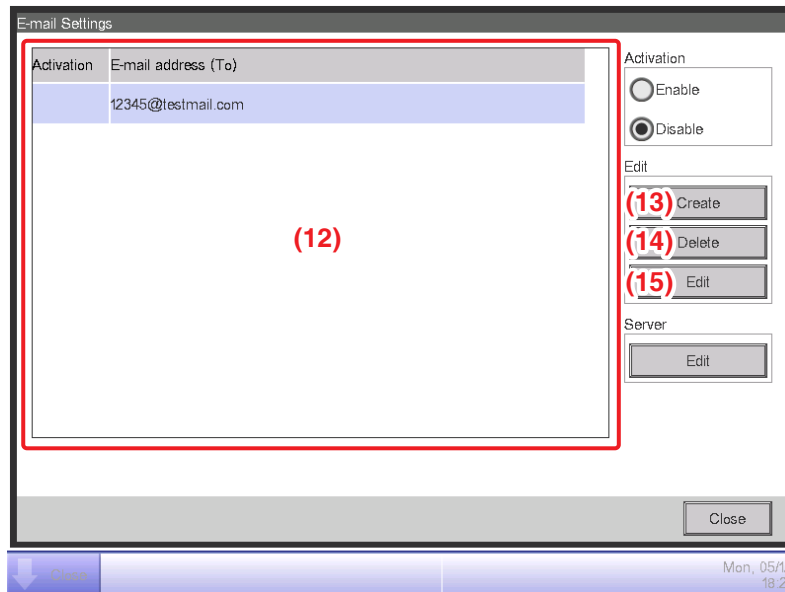 E-mail Settings
Activation E-mail address (To)
12345@testmail.com
(12)
Activation
Enable
Disable
Edit
(13) Create
(14) Delete
(15) Edit
Server
Edit
Close
Close
Mon, 05/1
18:2